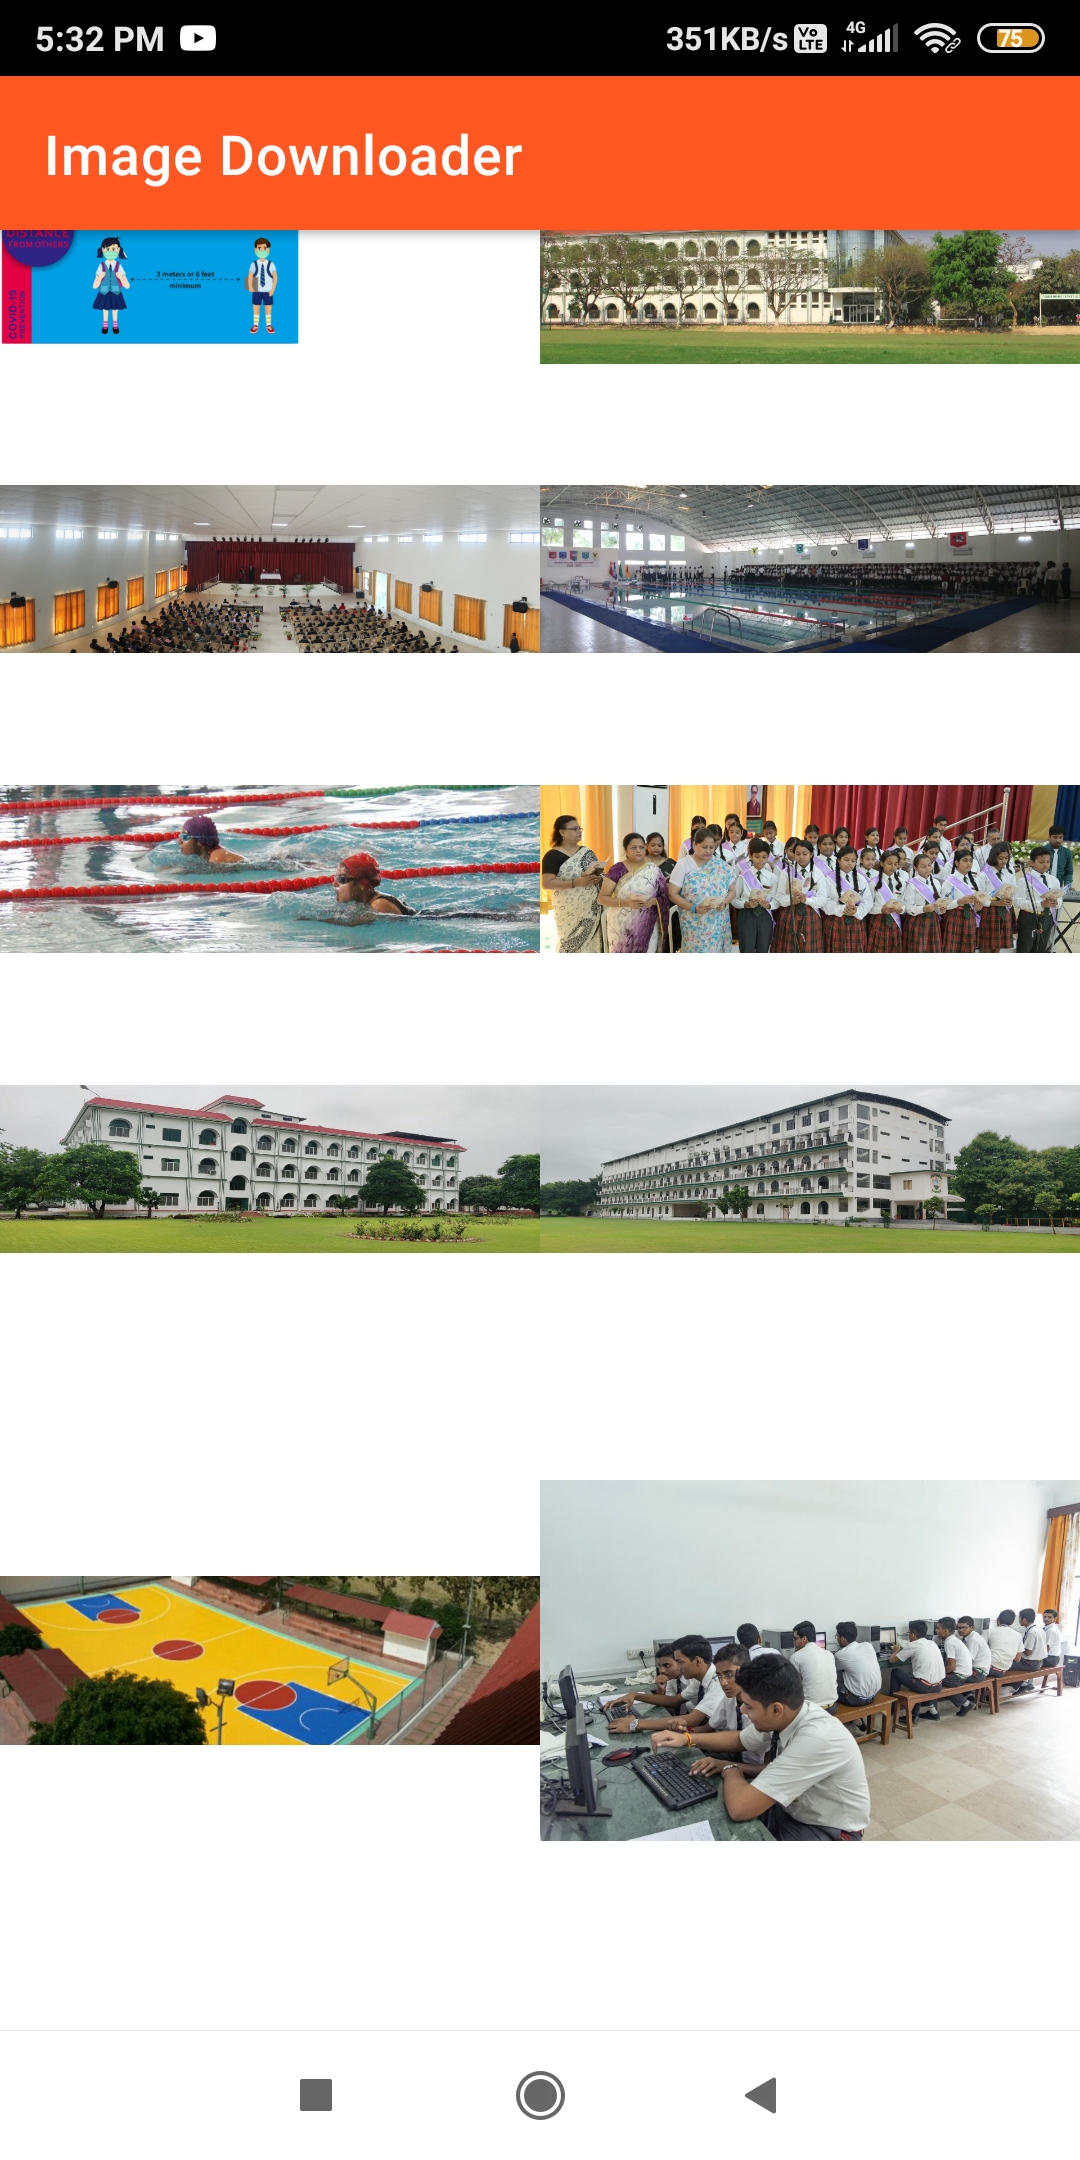 5:32 PM
351KB/s
Vo LTE
4G
75
Image Downloader
DISTANCE
FROM OTHERS
2 meters or 6 feet
minimum
COVID-19
PREVENTION